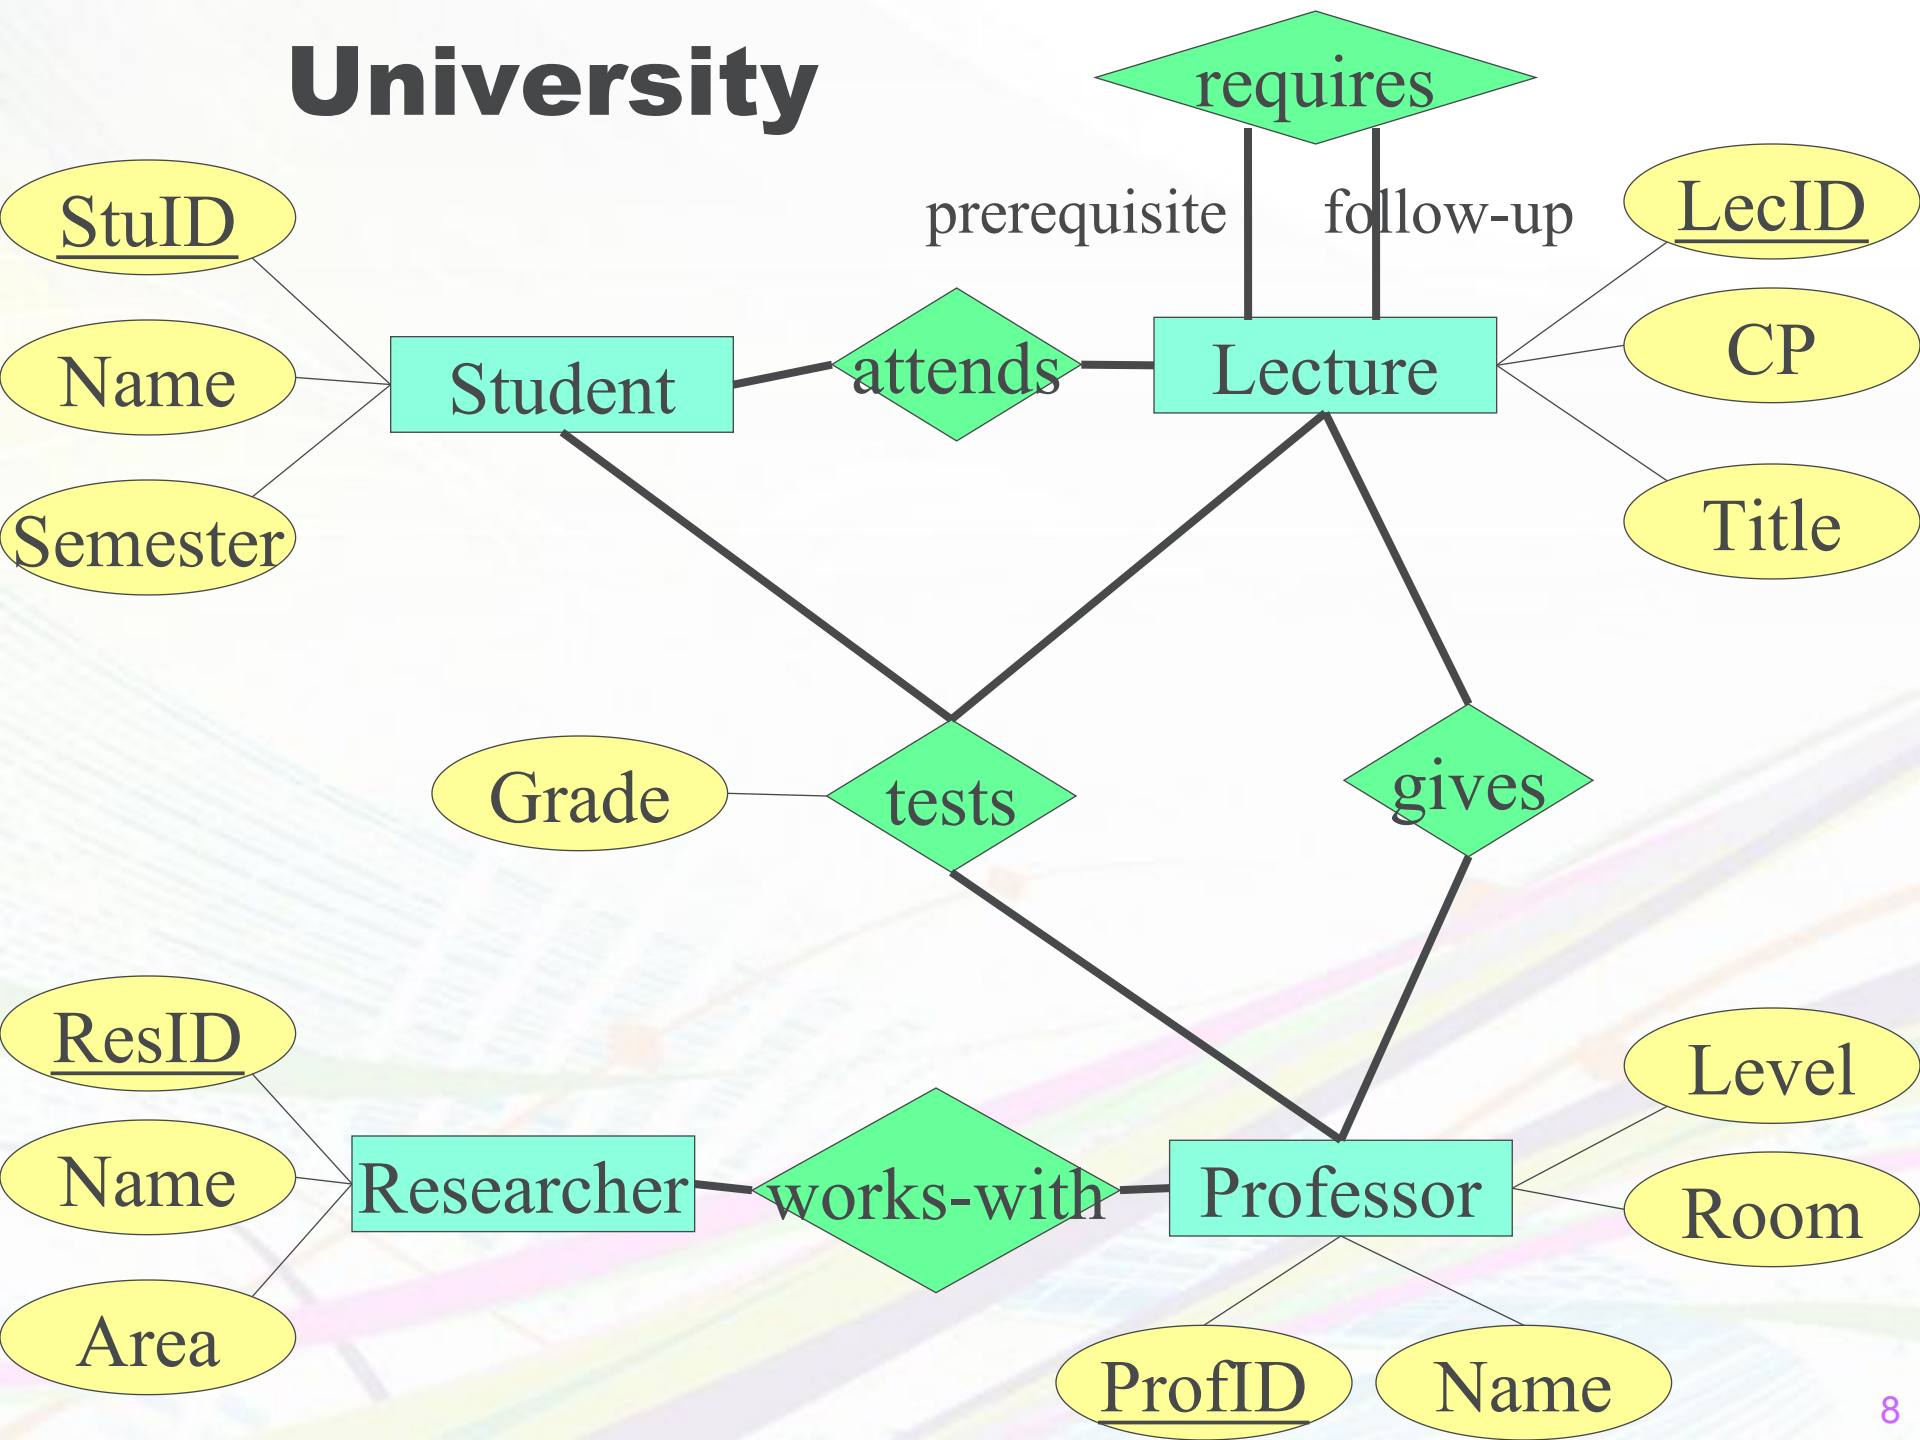 University
requires
prerequisite
follow-up
StuID
Name
Semester
Student
attends
Lecture
LecID
CP
Title
Grade
tests
gives
ResID
Name
Area
Researcher
works-with
Professor
Level
Room
ProfID
Name
8